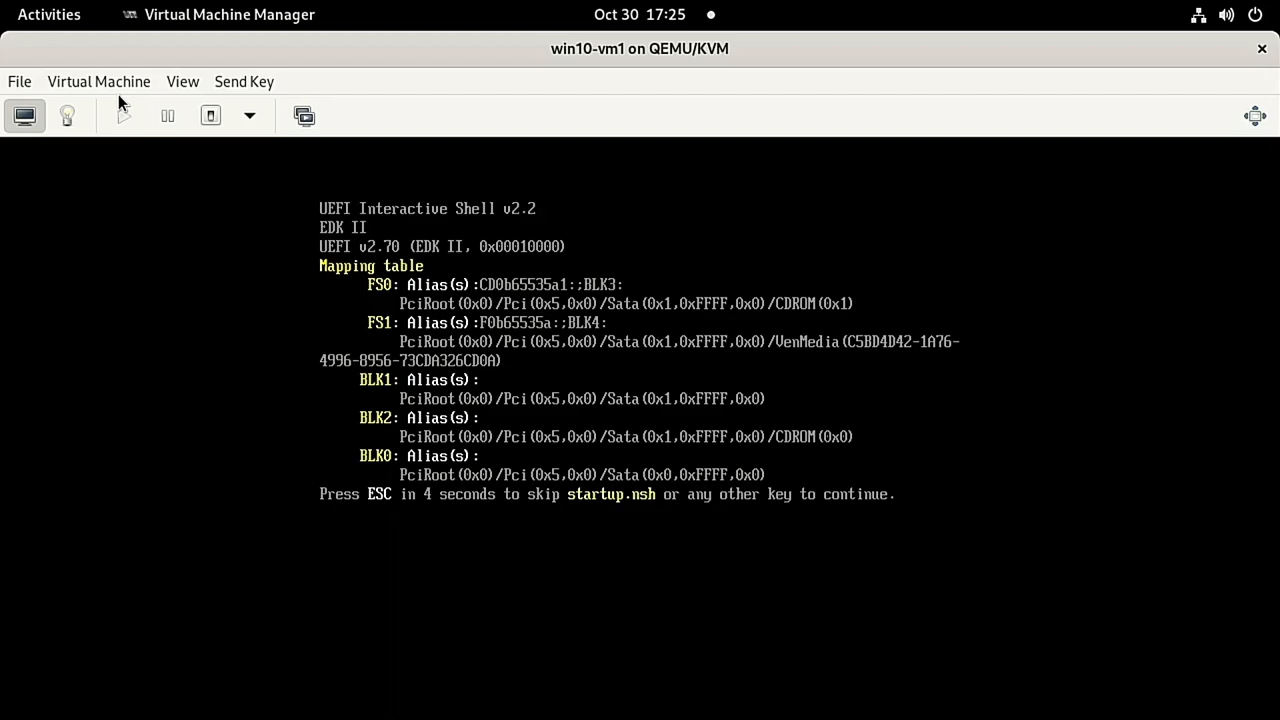 Activities Virtual Machine Manager Oct 30 17:25
win10-vm1 on QEMU/KVM
File Virtual Machine View Send Key
UEFI Interactive Shell v2.2
EDK II
UEFI v2.70 (EDK II, 0x00010000)
Mapping table
FS0: Alias(s):CD0b65535a1:;BLK3:
PciRoot(0x0)/Pci(0x5,0x0)/Sata(0x1,0xFFFF,0x0)/CDROM(0x1)
FS1: Alias(s):F0b65535a:;BLK4:
PciRoot(0x0)/Pci(0x5,0x0)/Sata(0x1,0xFFFF,0x0)/VenMedia(C5BD4D42-1A76-
4996-8956-73CDA326CD0A)
BLK1: Alias(s):
PciRoot(0x0)/Pci(0x5,0x0)/Sata(0x1,0xFFFF,0x0)
BLK2: Alias(s):
PciRoot(0x0)/Pci(0x5,0x0)/Sata(0x1,0xFFFF,0x0)/CDROM(0x0)
BLK0: Alias(s):
PciRoot(0x0)/Pci(0x5,0x0)/Sata(0x0,0xFFFF,0x0)
Press ESC in 4 seconds to skip startup.nsh or any other key to continue.